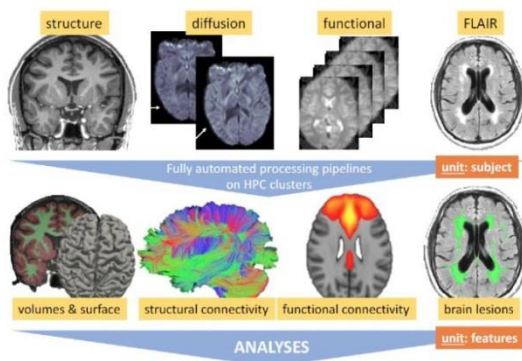 structure
diffusion
functional
FLAIR
Fully automated processing pipelines
on HPC clusters
unit: subject
volumes & surface
structural connectivity
functional connectivity
brain lesions
unit: features
ANALYSES